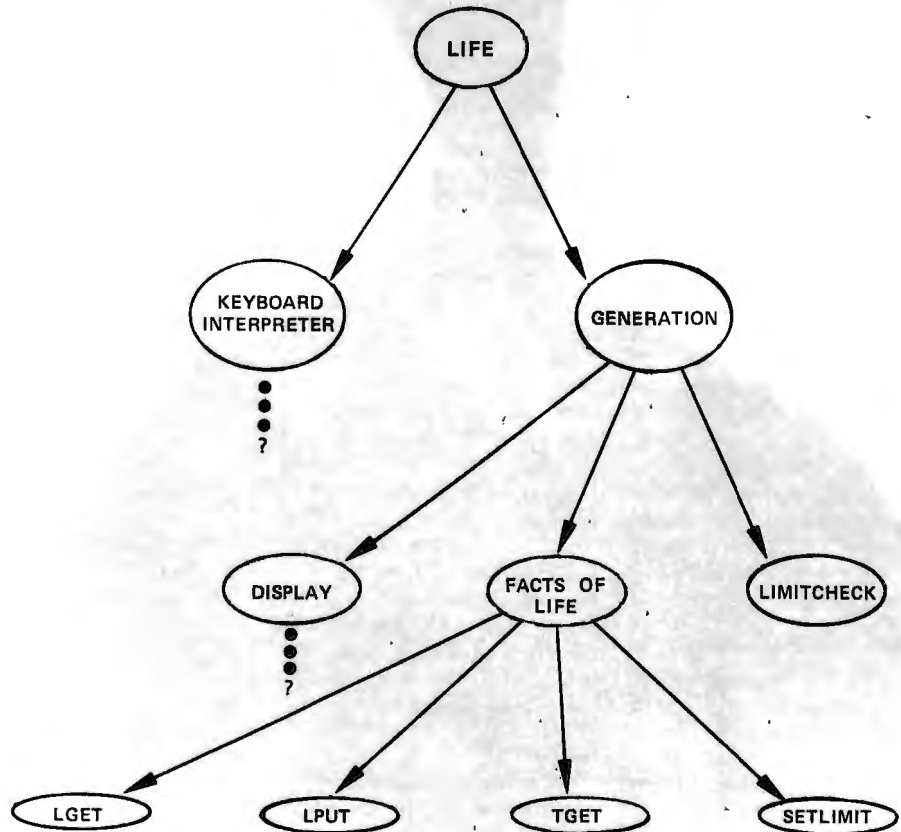 LIFE
KEYBOARD
INTERPRETER
GENERATION
?
DISPLAY
FACTS OF
LIFE
LIMITCHECK
?
LGET
LPUT
TGET
SETLIMIT